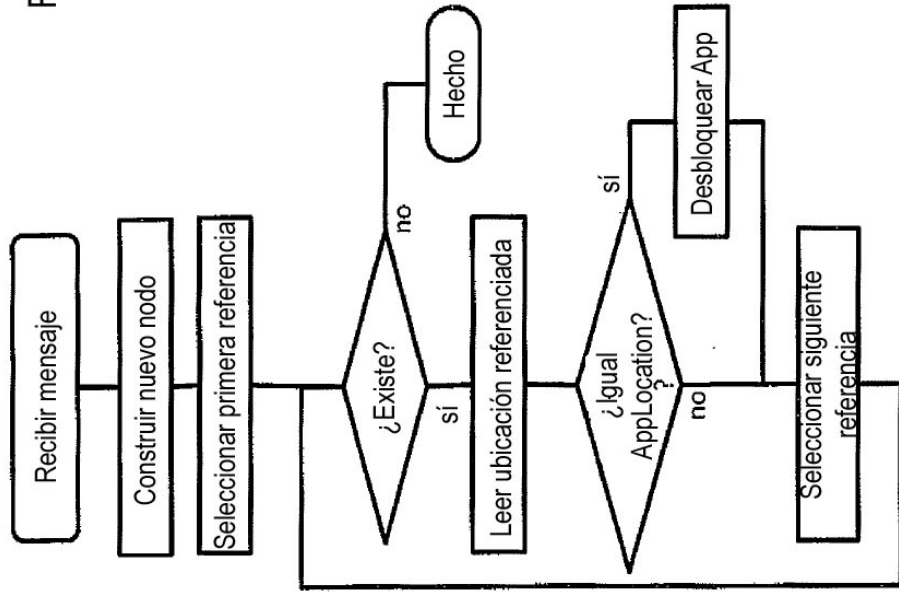 Recibir mensaje
Construir nuevo nodo
Seleccionar primera referencia
¿Existe?
no
Hecho
sí
Leer ubicación referenciada
¿Igual
AppLocation?
?
sí
Desbloquear App
no
Seleccionar siguiente
referencia